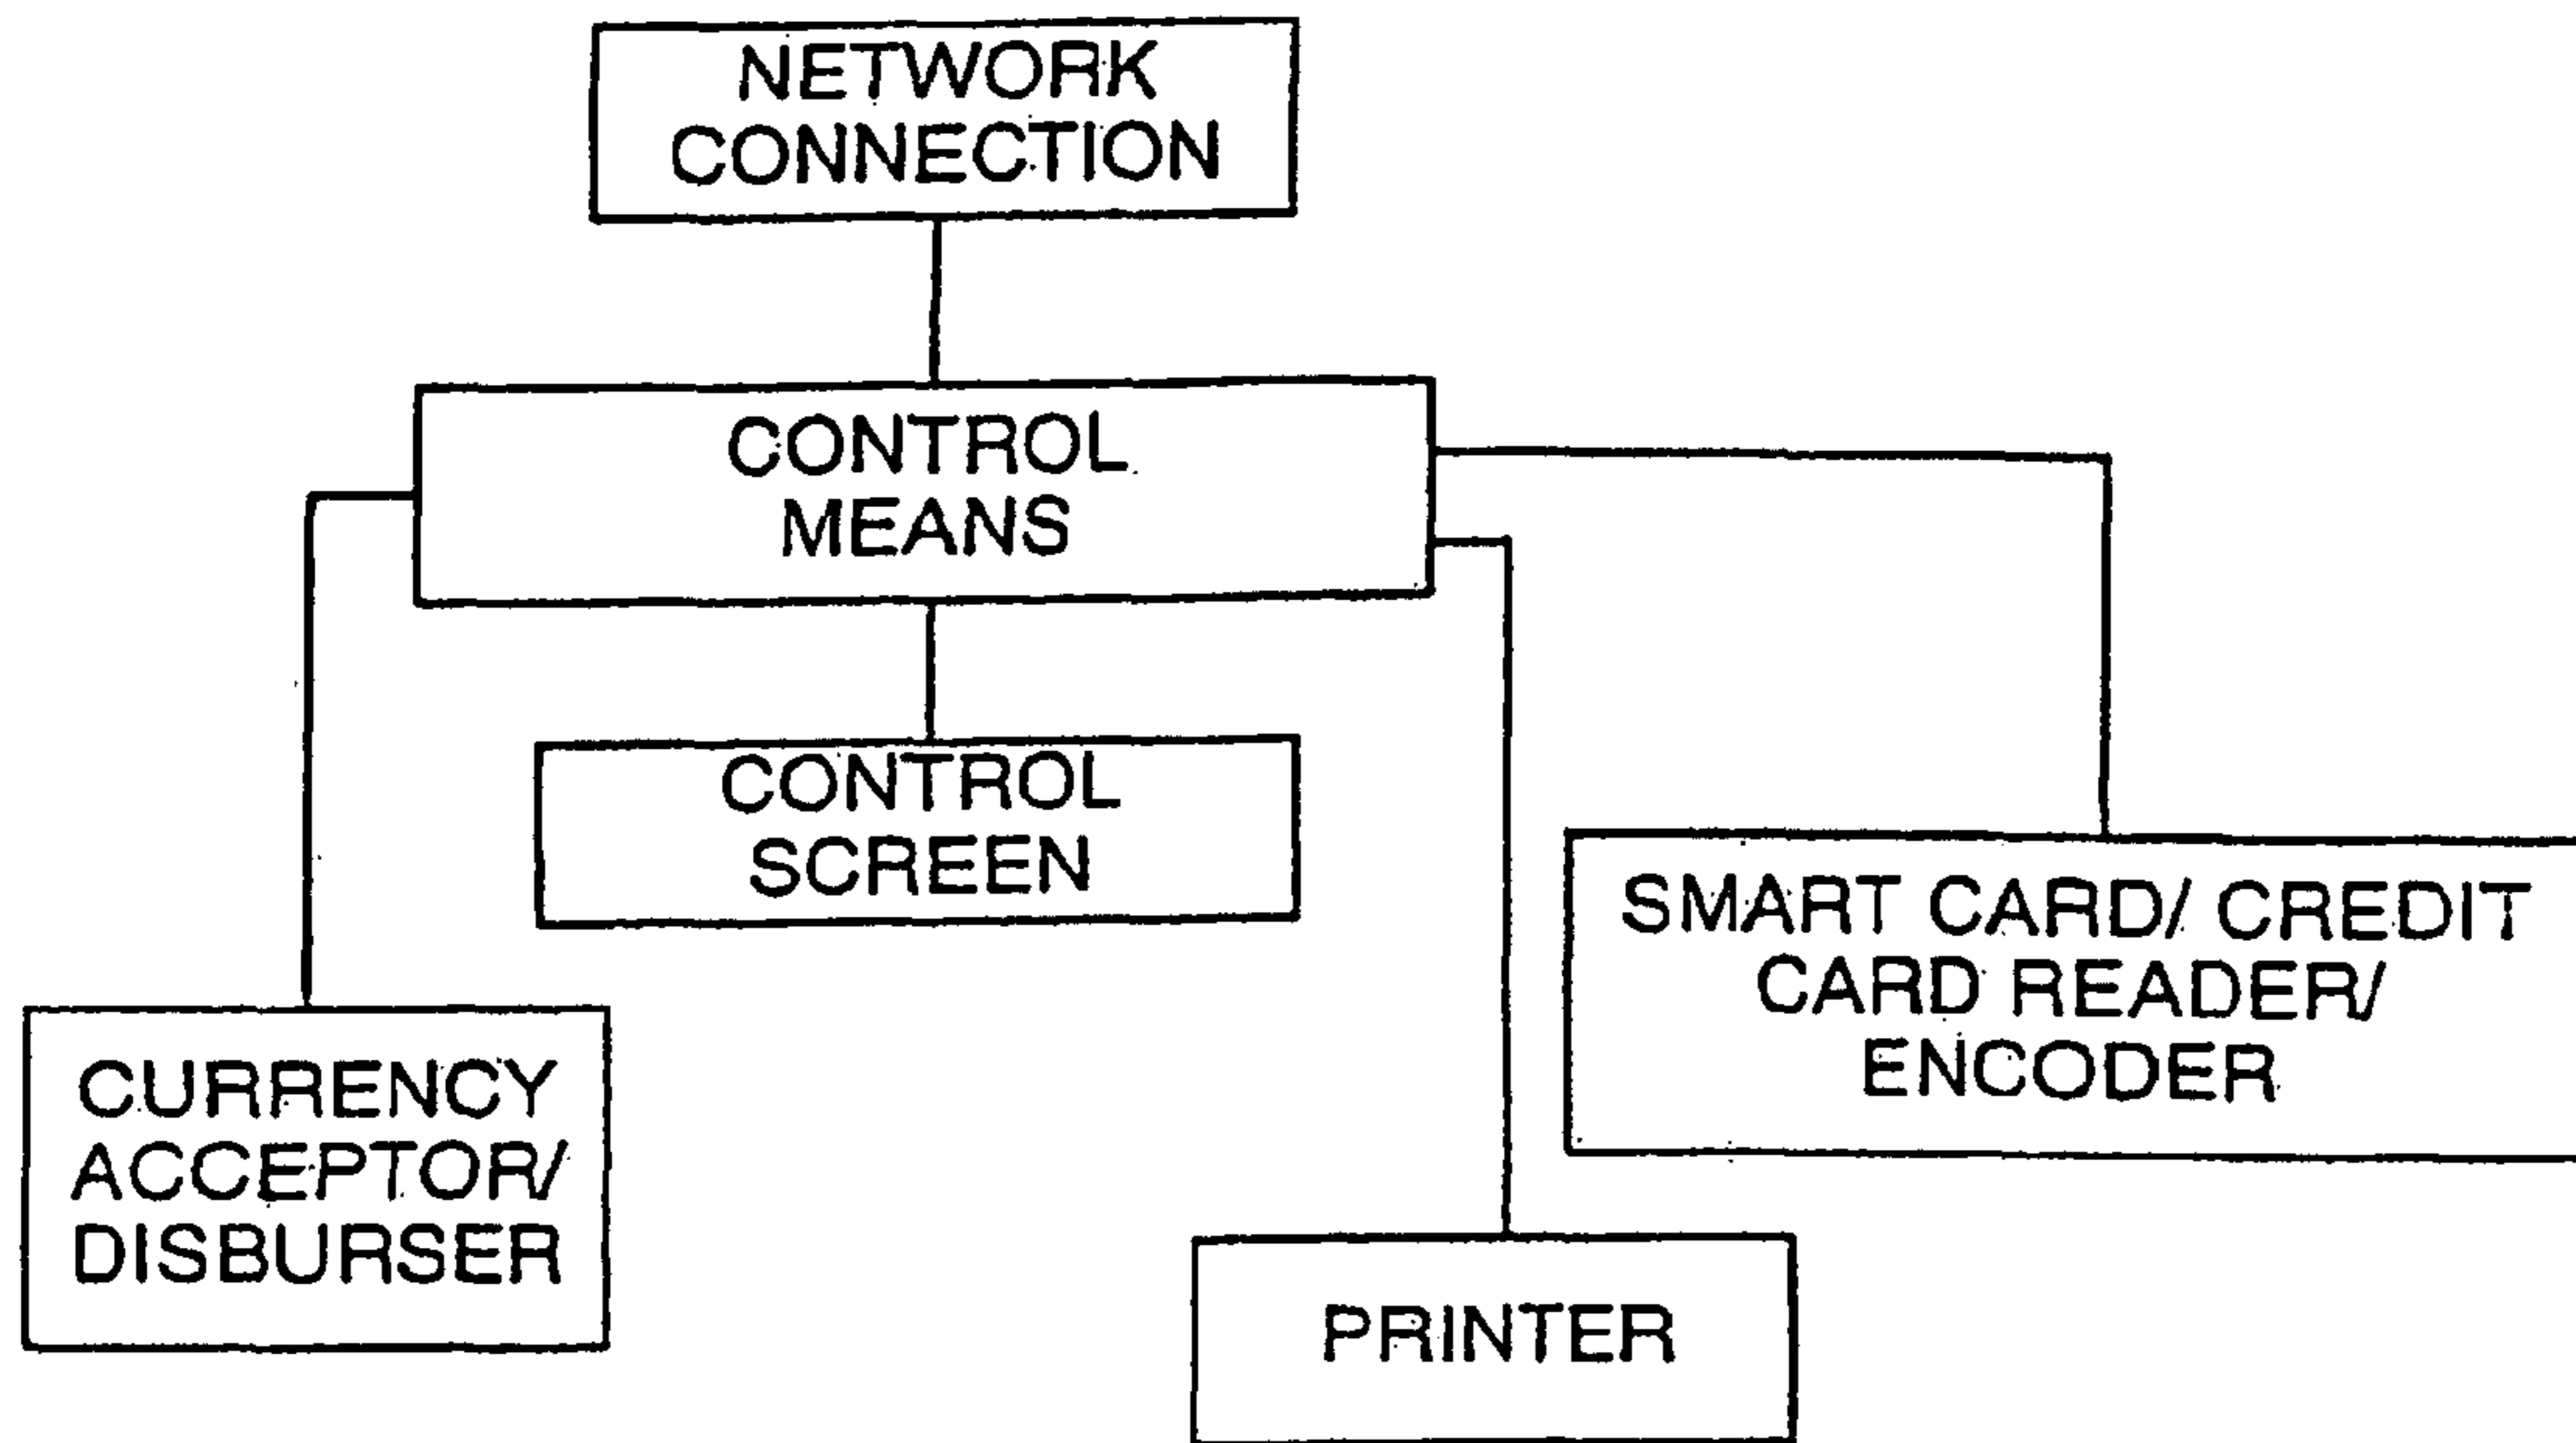 NETWORK
CONNECTION
CONTROL
MEANS
CONTROL
SCREEN
SMART CARD/ CREDIT
CARD READER/
ENCODER
CURRENCY
ACCEPTOR/
DISBURSER
PRINTER